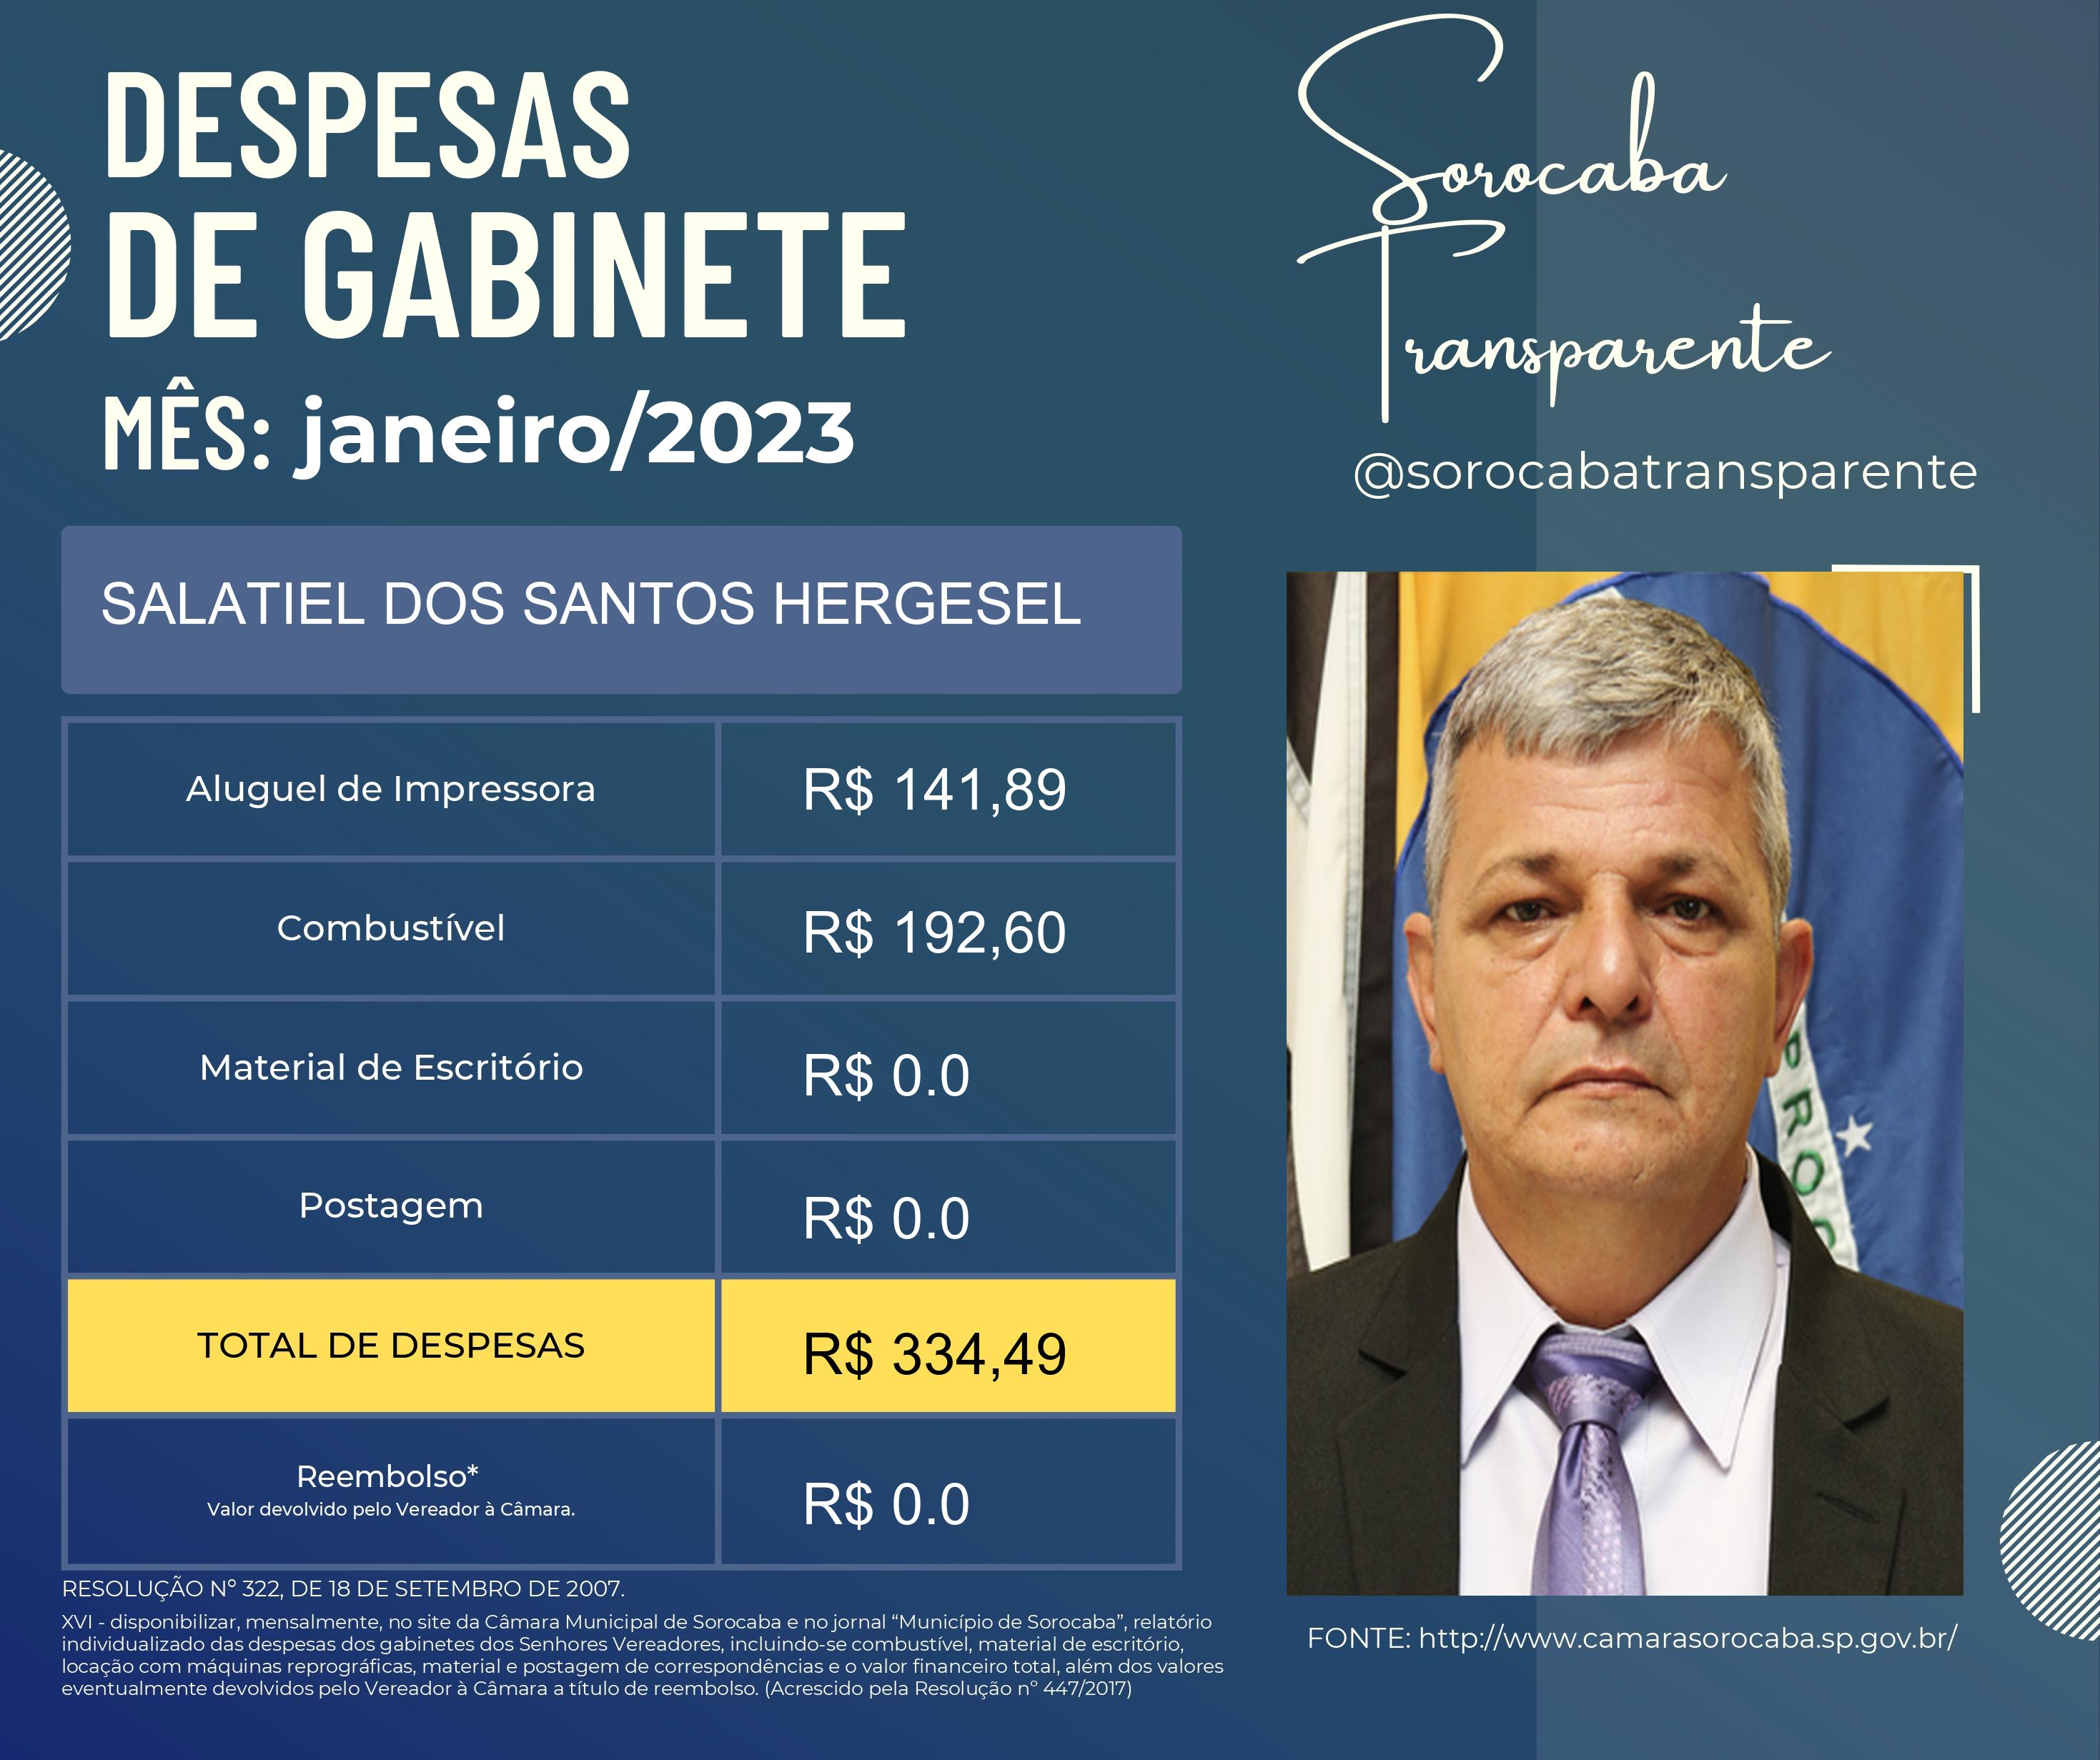 DESPESAS
DE GABINETE
MÊS: janeiro/2023
Sorocaba
Transparente
@sorocabatransparente
SALATIEL DOS SANTOS HERGESEL
Aluguel de Impressora R$ 141,89
Combustível R$ 192,60
Material de Escritório R$ 0.0
Postagem R$ 0.0
TOTAL DE DESPESAS R$ 334,49
Reembolso* R$ 0.0
Valor devolvido pelo Vereador à Câmara.
RESOLUÇÃO Nº 322, DE 18 DE SETEMBRO DE 2007.
XVI - disponibilizar, mensalmente, no site da Câmara Municipal de Sorocaba e no jornal “Município de Sorocaba”, relatório
individualizado das despesas dos gabinetes dos Senhores Vereadores, incluindo-se combustível, material de escritório,
locação com máquinas reprográficas, material e postagem de correspondências e o valor financeiro total, além dos valores
eventualmente devolvidos pelo Vereador à Câmara a título de reembolso. (Acrescido pela Resolução nº 447/2017)
PROG
FONTE: http://www.camarasorocaba.sp.gov.br/